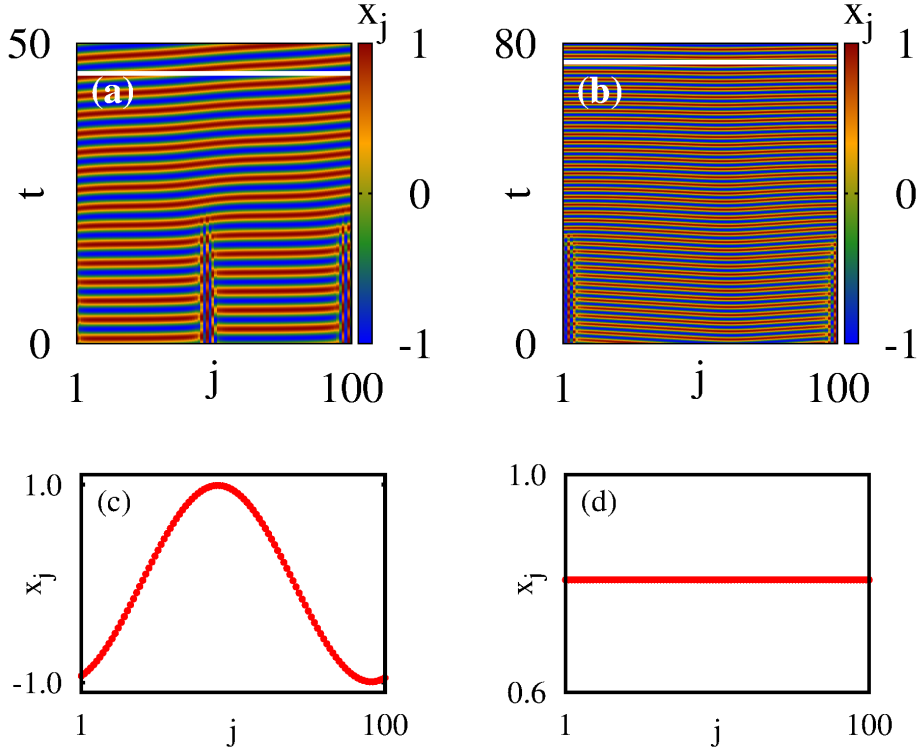 x_j x_j
50 1 80 1
(a) (b)
t 0 t 0
0 -1 0 -1
1 j 100 1 j 100
1.0 (c) 1.0 (d)
x_j x_j
-1.0 0.6
1 j 100 1 j 100